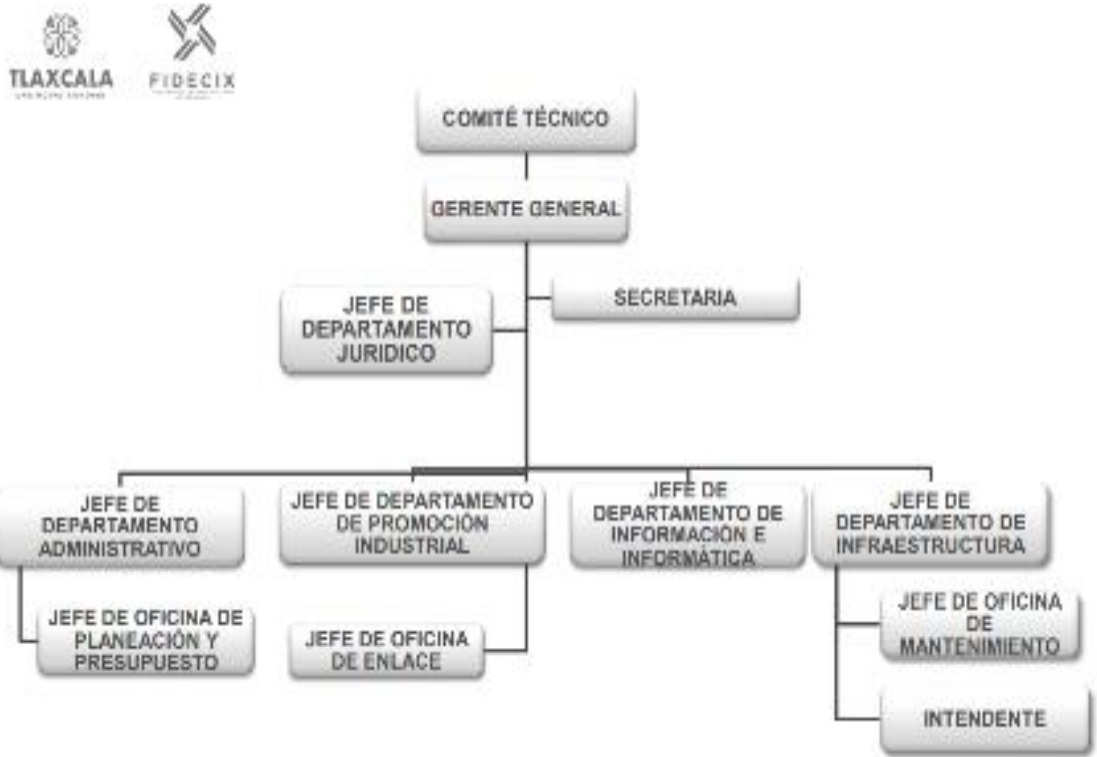 TLAXCALA
FIDECIX
COMITÉ TÉCNICO
GERENTE GENERAL
SECRETARIA
JEFE DE
DEPARTAMENTO
JURIDICO
JEFE DE
DEPARTAMENTO
ADMINISTRATIVO
JEFE DE DEPARTAMENTO
DE PROMOCIÓN
INDUSTRIAL
JEFE DE
DEPARTAMENTO DE
INFORMACIÓN E
INFORMÁTICA
JEFE DE
DEPARTAMENTO DE
INFRAESTRUCTURA
JEFE DE OFICINA DE
PLANEACIÓN Y
PRESUPUESTO
JEFE DE OFICINA
DE ENLACE
JEFE DE OFICINA
DE
MANTENIMIENTO
INTENDENTE